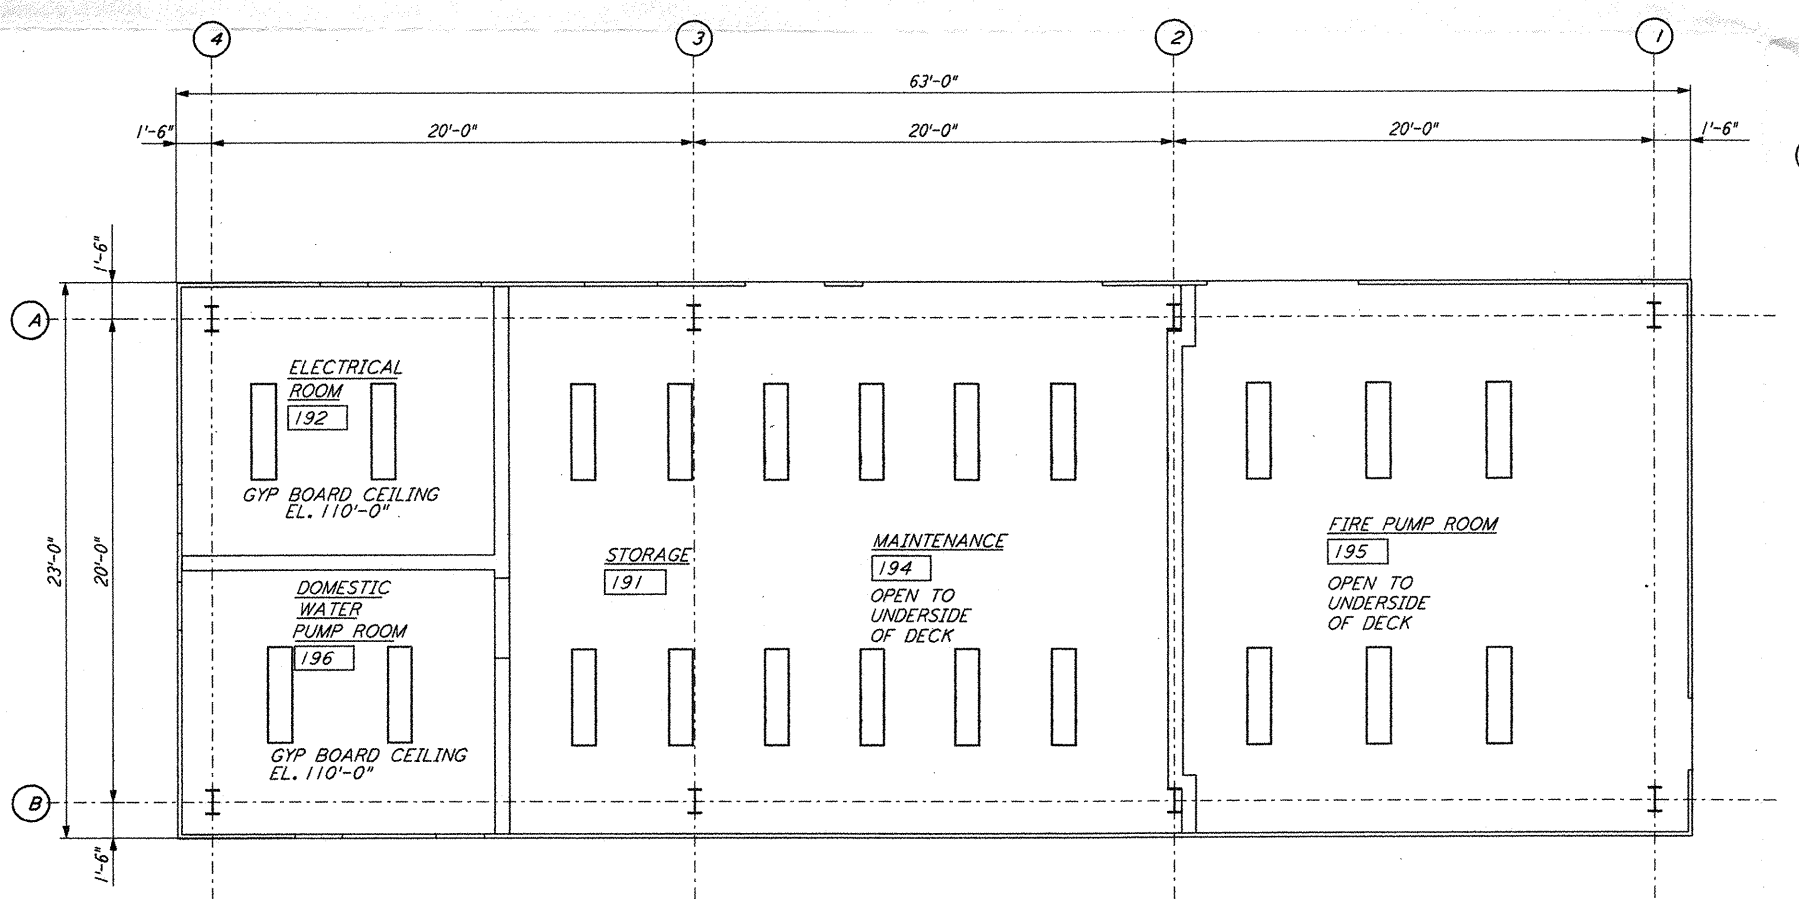 4
3
2
1
63'-0"
1'-6"
20'-0"
20'-0"
20'-0"
1'-6"
1'-6"
A
23'-0"
20'-0"
B
1'-6"
ELECTRICAL
ROOM
192
GYP BOARD CEILING
EL. 110'-0"
DOMESTIC
WATER
PUMP ROOM
196
GYP BOARD CEILING
EL. 110'-0"
STORAGE
191
MAINTENANCE
194
OPEN TO
UNDERSIDE
OF DECK
FIRE PUMP ROOM
195
OPEN TO
UNDERSIDE
OF DECK